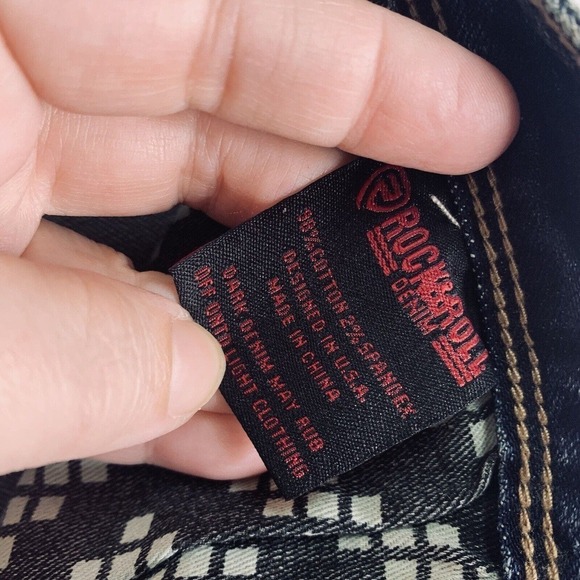 ROCK&ROLL
DENIM
98%COTTON 2%SPANDEX
DESIGNED IN U.S.A.
MADE IN CHINA
DARK DENIM MAY RUB
OFF ONTO LIGHT CLOTHING